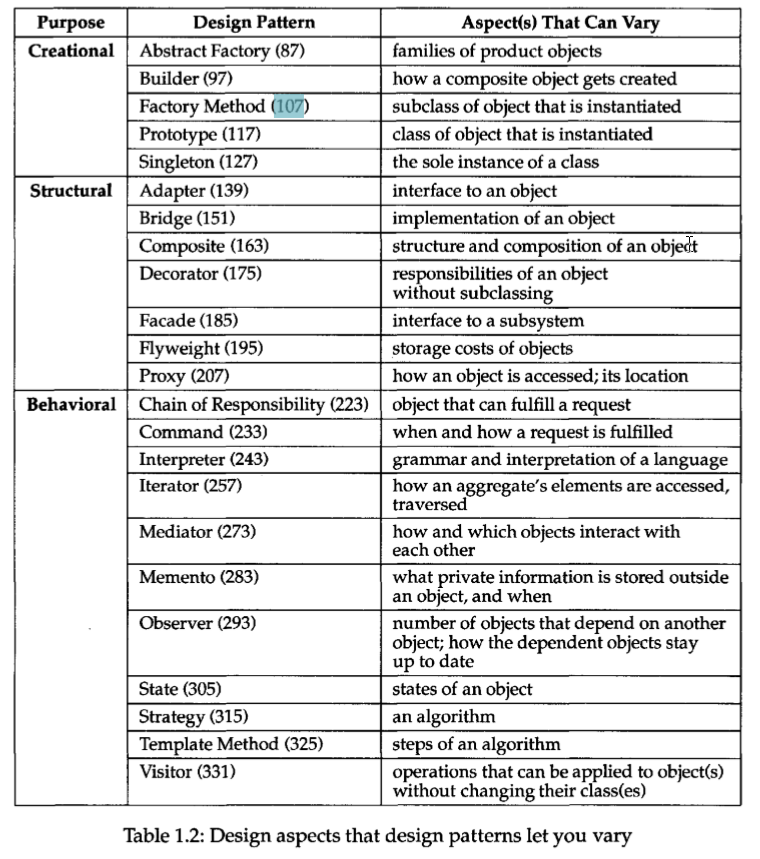 Purpose Design Pattern Aspect(s) That Can Vary
Creational Abstract Factory (87) families of product objects
Builder (97) how a composite object gets created
Factory Method (107) subclass of object that is instantiated
Prototype (117) class of object that is instantiated
Singleton (127) the sole instance of a class
Structural Adapter (139) interface to an object
Bridge (151) implementation of an object
Composite (163) structure and composition of an object
Decorator (175) responsibilities of an object
without subclassing
Facade (185) interface to a subsystem
Flyweight (195) storage costs of objects
Proxy (207) how an object is accessed; its location
Behavioral Chain of Responsibility (223) object that can fulfill a request
Command (233) when and how a request is fulfilled
Interpreter (243) grammar and interpretation of a language
Iterator (257) how an aggregate's elements are accessed,
traversed
Mediator (273) how and which objects interact with
each other
Memento (283) what private information is stored outside
an object, and when
Observer (293) number of objects that depend on another
object; how the dependent objects stay
up to date
State (305) states of an object
Strategy (315) an algorithm
Template Method (325) steps of an algorithm
Visitor (331) operations that can be applied to object(s)
without changing their class(es)
Table 1.2: Design aspects that design patterns let you vary